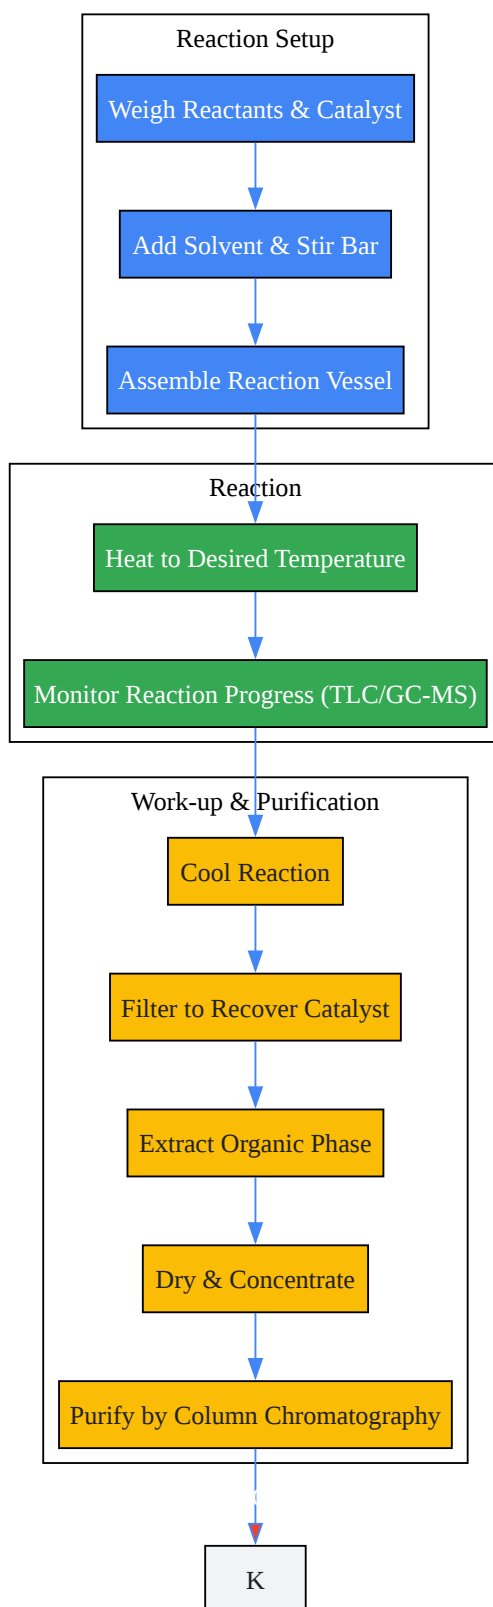 Reaction Setup
Weigh Reactants & Catalyst
Add Solvent & Stir Bar
Assemble Reaction Vessel
Reaction
Heat to Desired Temperature
Monitor Reaction Progress (TLC/GC-MS)
Work-up & Purification
Cool Reaction
Filter to Recover Catalyst
Extract Organic Phase
Dry & Concentrate
Purify by Column Chromatography
K